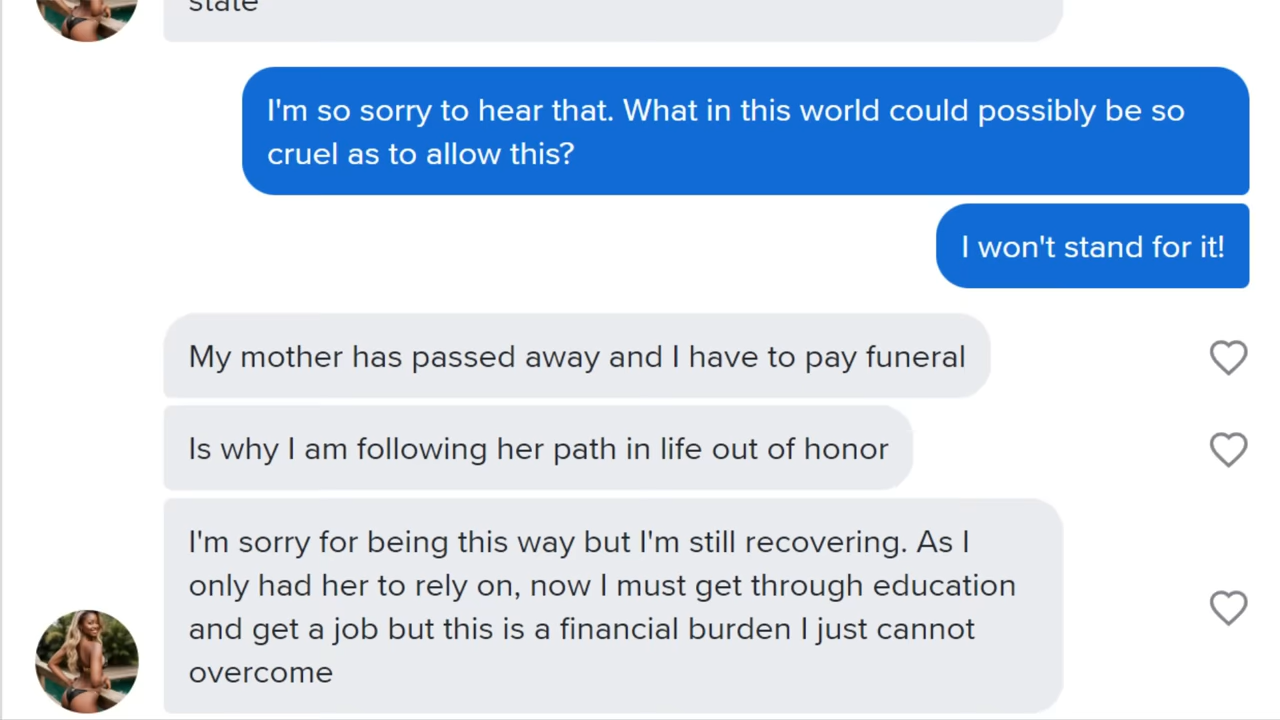 state
I'm so sorry to hear that. What in this world could possibly be so
cruel as to allow this?
I won't stand for it!
My mother has passed away and I have to pay funeral
Is why I am following her path in life out of honor
I'm sorry for being this way but I'm still recovering. As I
only had her to rely on, now I must get through education
and get a job but this is a financial burden I just cannot
overcome